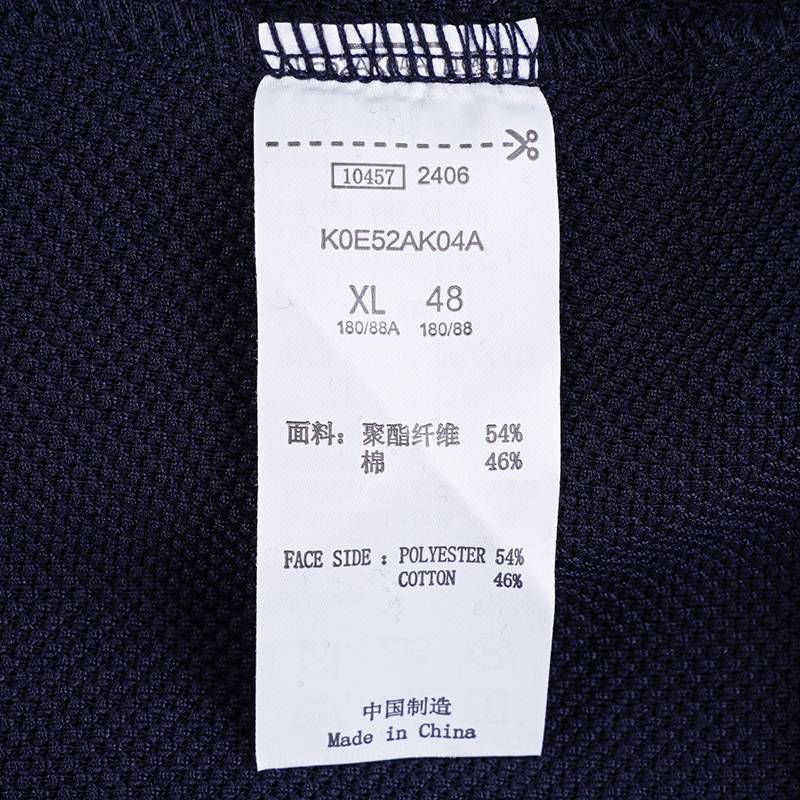 10457 2406
K0E52AK04A
XL 48
180/88A 180/88
面料：聚酯纤维 54%
棉 46%
FACE SIDE : POLYESTER 54%
COTTON 46%
中国制造
Made in China